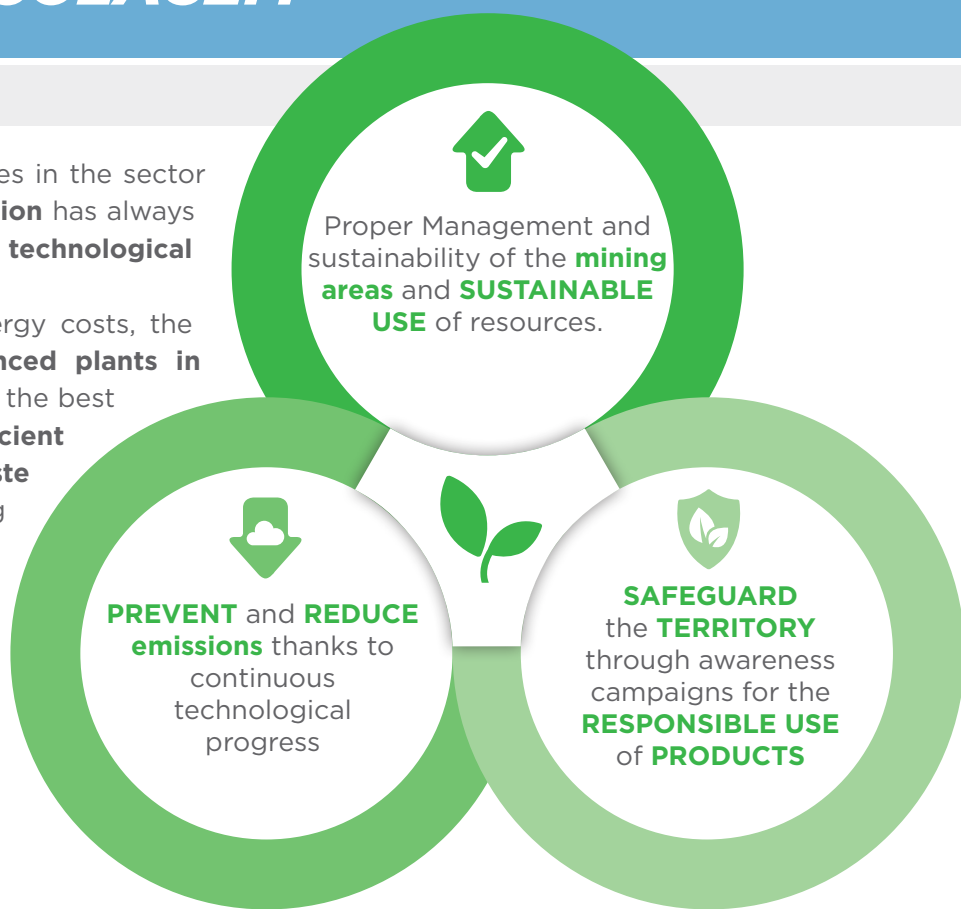 es in the sector
ion has always
technological
ergy costs, the
nced plants in
the best
cient
ste
g
Proper Management and
sustainability of the mining
areas and SUSTAINABLE
USE of resources.
PREVENT and REDUCE
emissions thanks to
continuous
technological
progress
SAFEGUARD
the TERRITORY
through awareness
campaigns for the
RESPONSIBLE USE
of PRODUCTS